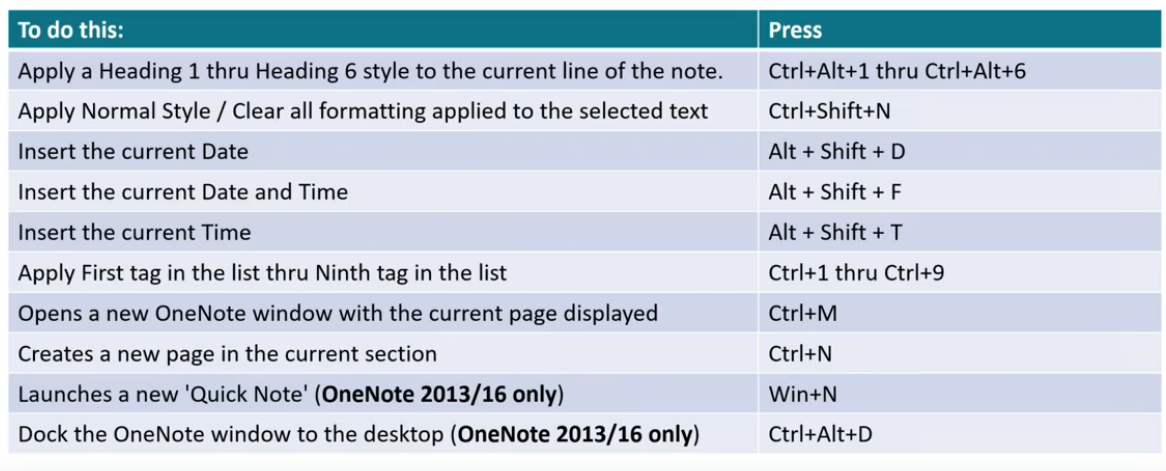 To do this: Press
Apply a Heading 1 thru Heading 6 style to the current line of the note. Ctrl+Alt+1 thru Ctrl+Alt+6
Apply Normal Style / Clear all formatting applied to the selected text Ctrl+Shift+N
Insert the current Date Alt + Shift + D
Insert the current Date and Time Alt + Shift + F
Insert the current Time Alt + Shift + T
Apply First tag in the list thru Ninth tag in the list Ctrl+1 thru Ctrl+9
Opens a new OneNote window with the current page displayed Ctrl+M
Creates a new page in the current section Ctrl+N
Launches a new 'Quick Note' (OneNote 2013/16 only) Win+N
Dock the OneNote window to the desktop (OneNote 2013/16 only) Ctrl+Alt+D